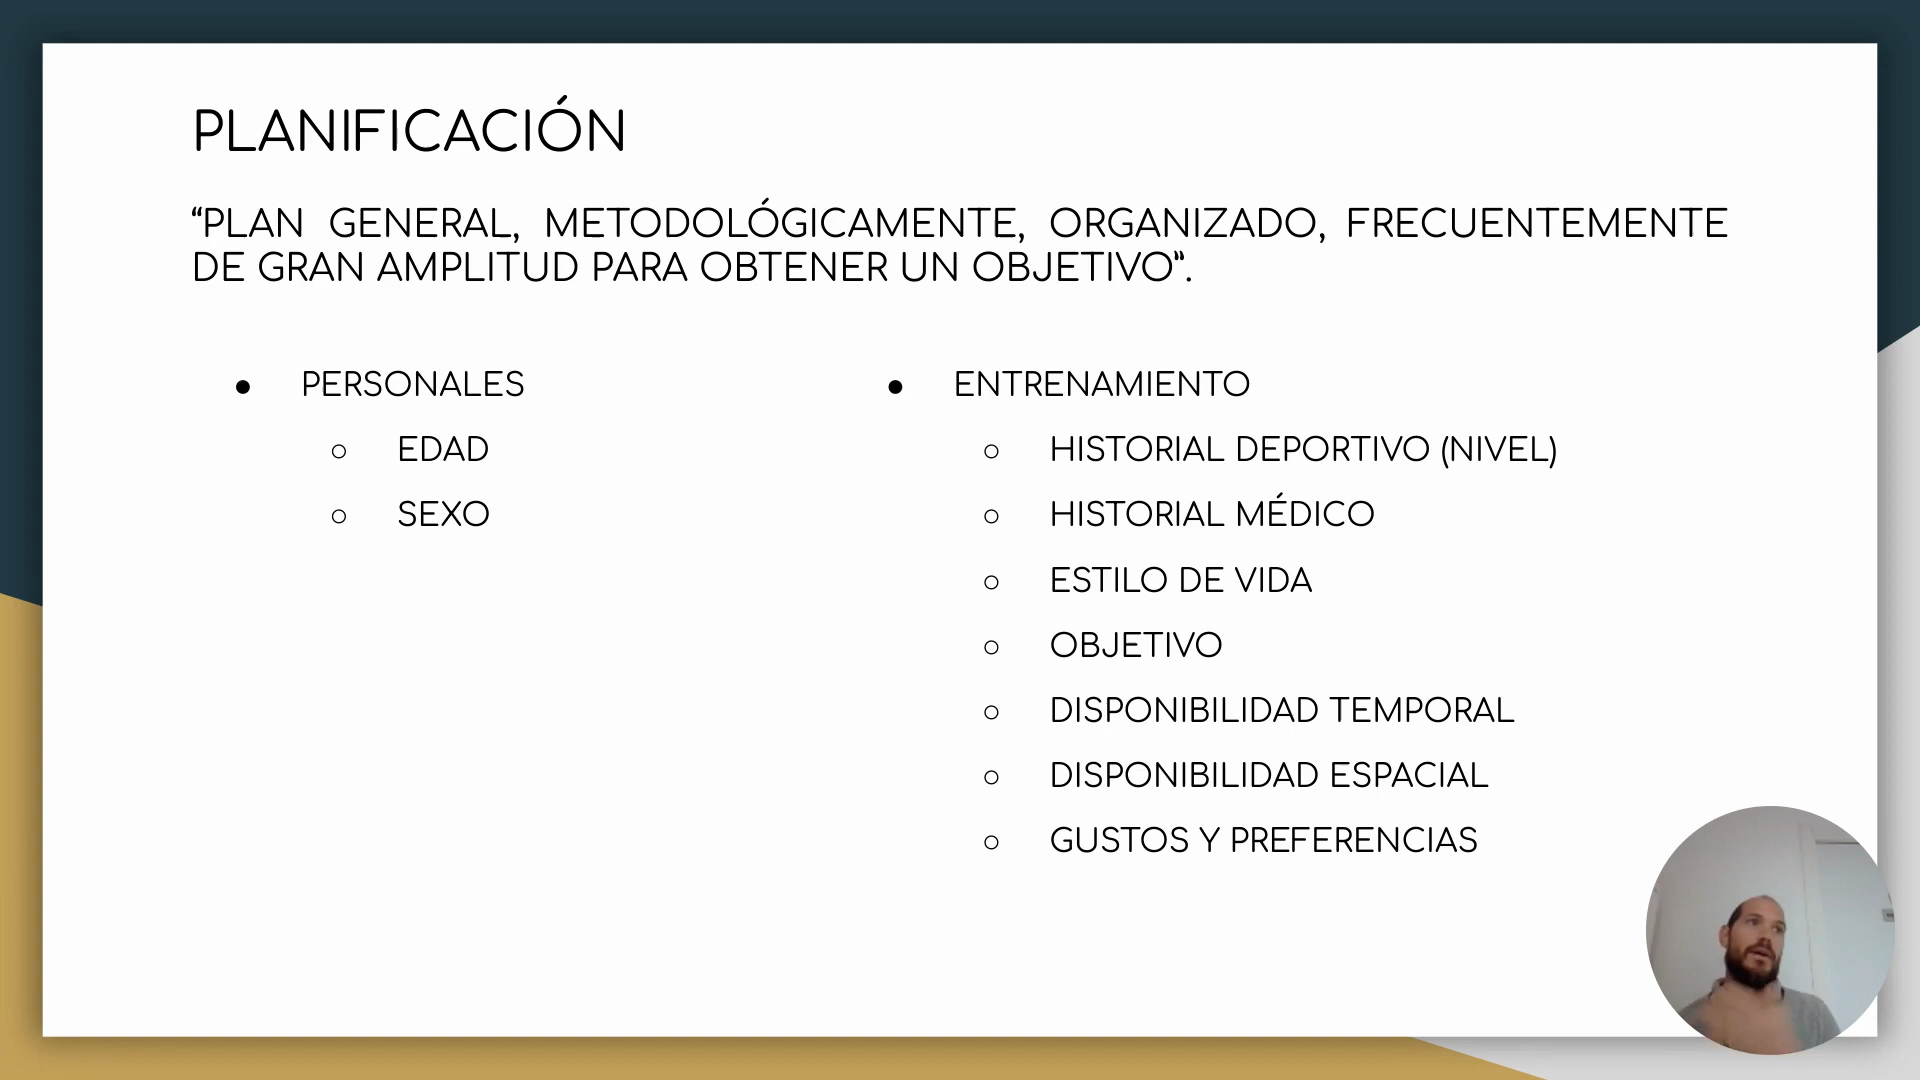 PLANIFICACIÓN
“PLAN GENERAL, METODOLÓGICAMENTE, ORGANIZADO, FRECUENTEMENTE
DE GRAN AMPLITUD PARA OBTENER UN OBJETIVO”.
● PERSONALES
○ EDAD
○ SEXO
● ENTRENAMIENTO
○ HISTORIAL DEPORTIVO (NIVEL)
○ HISTORIAL MÉDICO
○ ESTILO DE VIDA
○ OBJETIVO
○ DISPONIBILIDAD TEMPORAL
○ DISPONIBILIDAD ESPACIAL
○ GUSTOS Y PREFERENCIAS